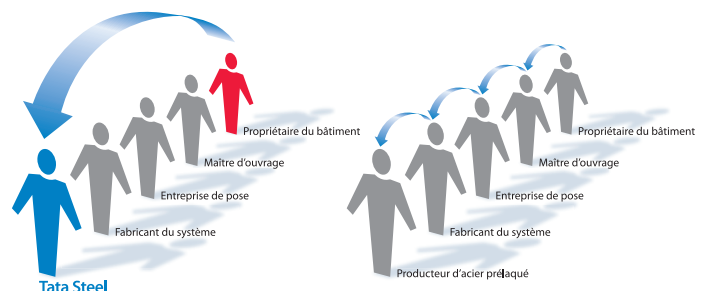 Propriétaire du bâtiment
Maître d'ouvrage
Entreprise de pose
Fabricant du système
Tata Steel
Propriétaire du bâtiment
Maître d'ouvrage
Entreprise de pose
Fabricant du système
Producteur d'acier prélaqué